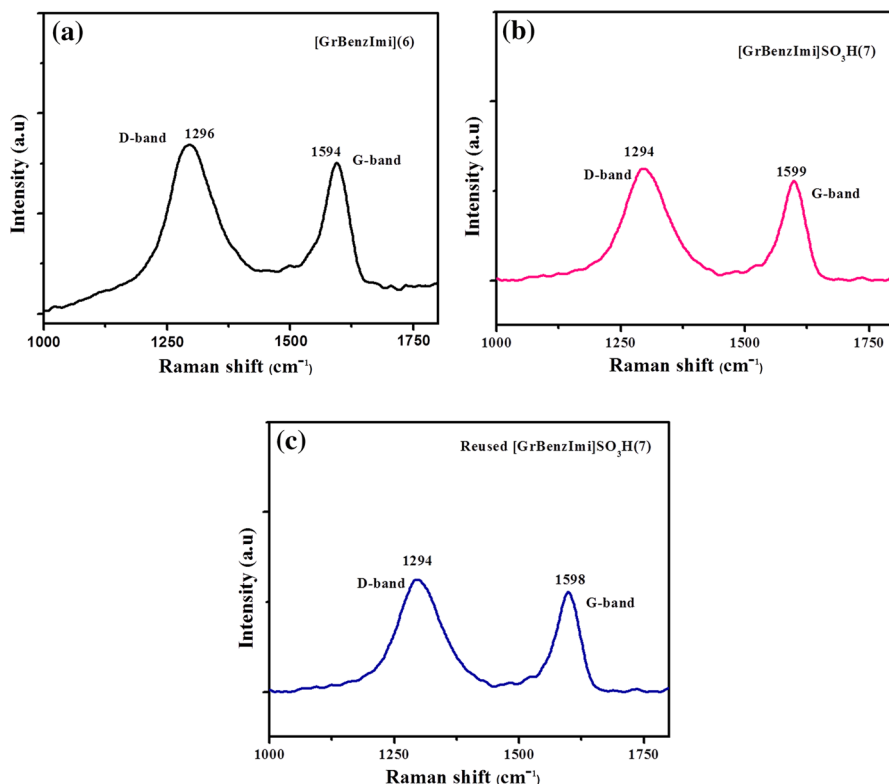 (a)
[GrBenzImi](6)
D-band
1296
1594
G-band
Intensity (a.u)
1000
1250
1500
1750
Raman shift (cm⁻¹)
(b)
[GrBenzImi]SO₃H(7)
1294
D-band
1599
G-band
Intensity (a.u)
1000
1250
1500
1750
Raman shift (cm⁻¹)
(c)
Reused [GrBenzImi]SO₃H(7)
1294
D-band
1598
G-band
Intensity (a.u)
1000
1250
1500
1750
Raman shift (cm⁻¹)